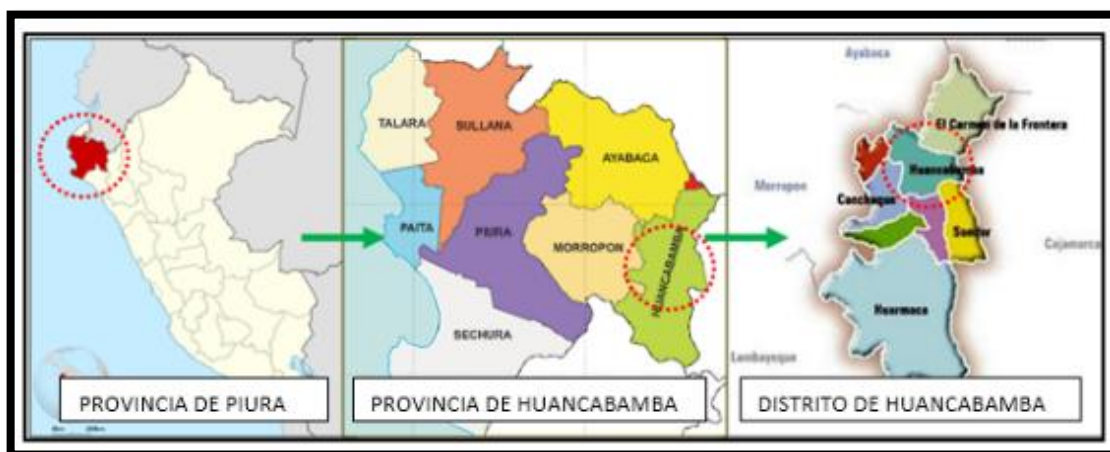 TALARA
SULLANA
AYABACA
PAITA
PIURA
MORROPON
HUANCABAMBA
SECHURA
Ayabaca
El Carmen de la Frontera
Huancabamba
Morropon
Canchaque
Sondor
Cajamarca
Huarmaca
Lambayeque
PROVINCIA DE PIURA
PROVINCIA DE HUANCABAMBA
DISTRITO DE HUANCABAMBA